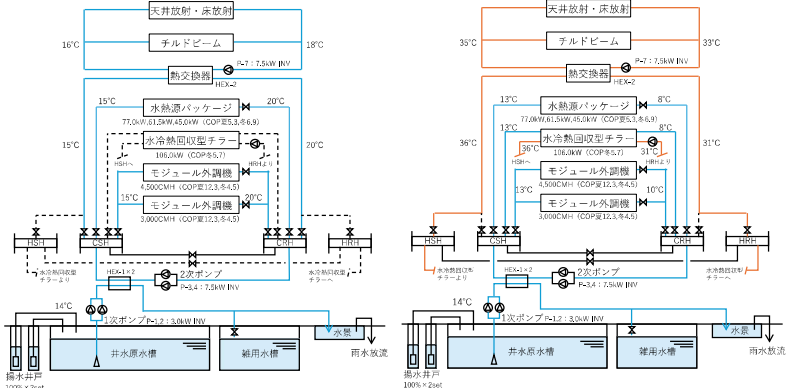 天井放射・床放射
16℃
18℃
チルドビーム
P-7：7.5kW INV
熱交換器
HEX-2
15℃
20℃
水熱源パッケージ
77.0kW,61.5kW,45.0kW (COP夏5.3,冬6.9)
水冷熱回収型チラー
15℃
20℃
106.0kW (COP冬5.7)
HSHへ
HRHより
モジュール外調機
4,500CMH (COP夏12.3,冬4.5)
15℃
20℃
モジュール外調機
3,000CMH (COP夏12.3,冬4.5)
HSH
CSH
CRH
HRH
水冷熱回収型
チラーより
HEX-1×2
2次ポンプ
P-3,4：7.5kW INV
水冷熱回収型
チラーへ
14℃
1次ポンプ P-1,2：3.0kW INV
水景
井水原水槽
雑用水槽
雨水放流
揚水井戸
100%×2set
天井放射・床放射
35℃
33℃
チルドビーム
P-7：7.5kW INV
熱交換器
HEX-2
13℃
8℃
水熱源パッケージ
77.0kW,61.5kW,45.0kW (COP夏5.3,冬6.9)
13℃
8℃
水冷熱回収型チラー
36℃
36℃
31℃
31℃
106.0kW (COP冬5.7)
HSHへ
HRHより
モジュール外調機
4,500CMH (COP夏12.3,冬4.5)
13℃
10℃
モジュール外調機
3,000CMH (COP夏12.3,冬4.5)
HSH
CSH
CRH
HRH
水冷熱回収型
チラーより
HEX-1×2
2次ポンプ
P-3,4：7.5kW INV
水冷熱回収型
チラーへ
14℃
1次ポンプ P-1,2：3.0kW INV
水景
井水原水槽
雑用水槽
雨水放流
揚水井戸
100%×2set